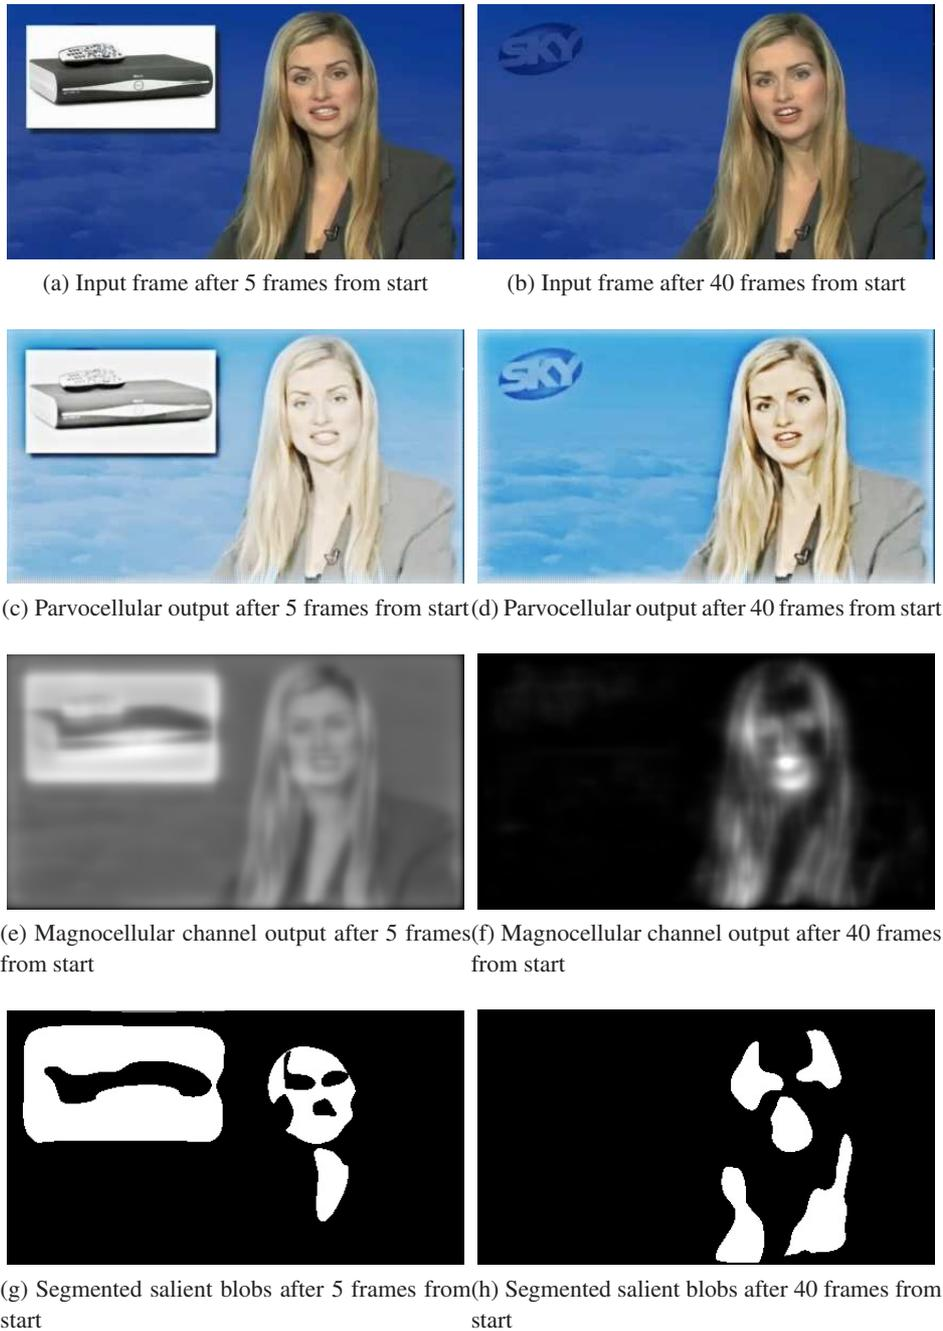 SKY
(a) Input frame after 5 frames from start
(b) Input frame after 40 frames from start
SKY
(c) Parvocellular output after 5 frames from start
(d) Parvocellular output after 40 frames from start
(e) Magnocellular channel output after 5 frames
from start
(f) Magnocellular channel output after 40 frames
from start
(g) Segmented salient blobs after 5 frames from
start
(h) Segmented salient blobs after 40 frames from
start